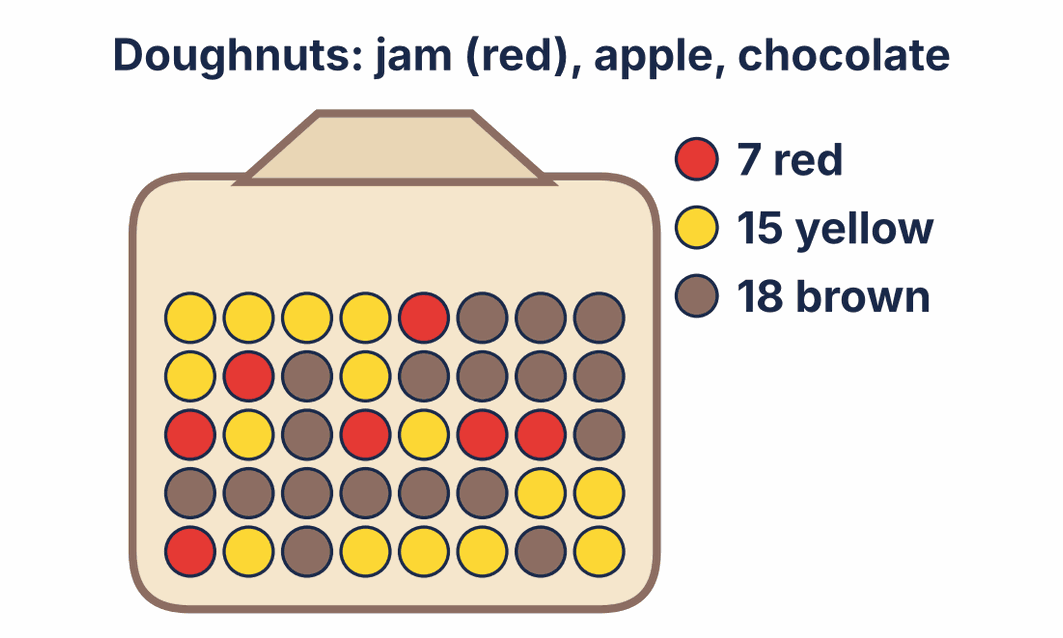 Doughnuts: jam (red), apple, chocolate
7 red
15 yellow
18 brown